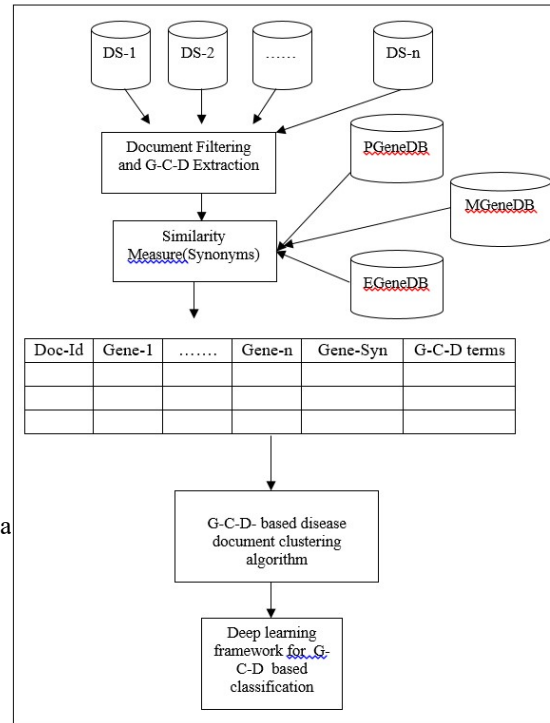 DS-1 DS-2 ...... DS-n
Document Filtering
and G-C-D Extraction
PGeneDB
MGeneDB
Similarity
Measure(Synonyms)
EGeneDB
Doc-Id Gene-1 ....... Gene-n Gene-Syn G-C-D terms
a
G-C-D- based disease
document clustering
algorithm
Deep learning
framework for G-
C-D based
classification